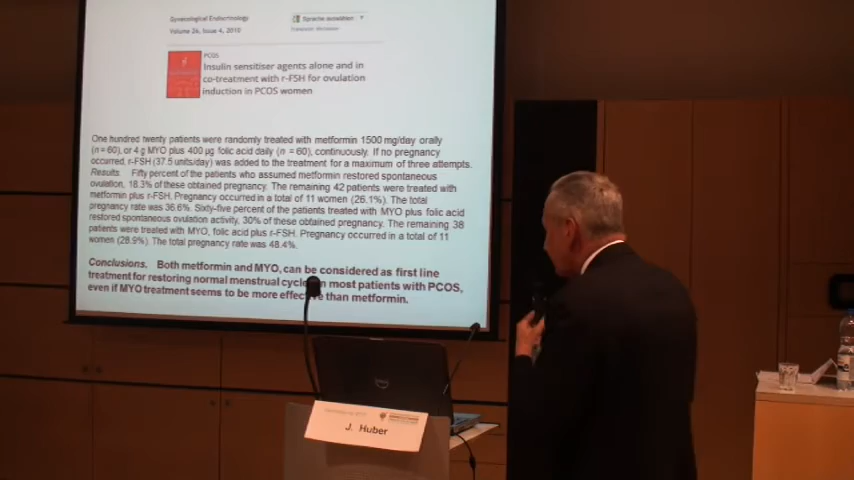 Gynecological Endocrinology
Volume 26, Issue 4, 2010
Sprache auswählen
PCOS
Insulin sensitiser agents alone and in
co-treatment with r-FSH for ovulation
induction in PCOS women
One hundred twenty patients were randomly treated with metformin 1500 mg/day orally
(n = 60), or 4 g MYO plus 400 µg folic acid daily (n = 60), continuously. If no pregnancy
occurred, r-FSH (37.5 units/day) was added to the treatment for a maximum of three attempts.
Results. Fifty percent of the patients who assumed metformin restored spontaneous
ovulation, 18.3% of these obtained pregnancy. The remaining 42 patients were treated with
metformin plus r-FSH. Pregnancy occurred in a total of 11 women (26.1%). The total
pregnancy rate was 36.6%. Sixty-five percent of the patients treated with MYO plus folic acid
restored spontaneous ovulation activity, 30% of these obtained pregnancy. The remaining 38
patients were treated with MYO, folic acid plus r-FSH. Pregnancy occurred in a total of 11
women (28.9%). The total pregnancy rate was 48.4%.
Conclusions. Both metformin and MYO, can be considered as first line
treatment for restoring normal menstrual cycle in most patients with PCOS,
even if MYO treatment seems to be more effective than metformin.
J. Huber